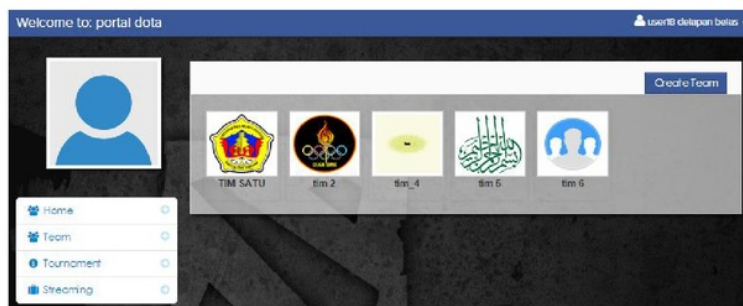 Welcome to: portal dota
user18 delapan belas
Create Team
TIM SATU
tim 2
tim_4
tim 5
tim 6
Home
Team
Tournament
Streaming